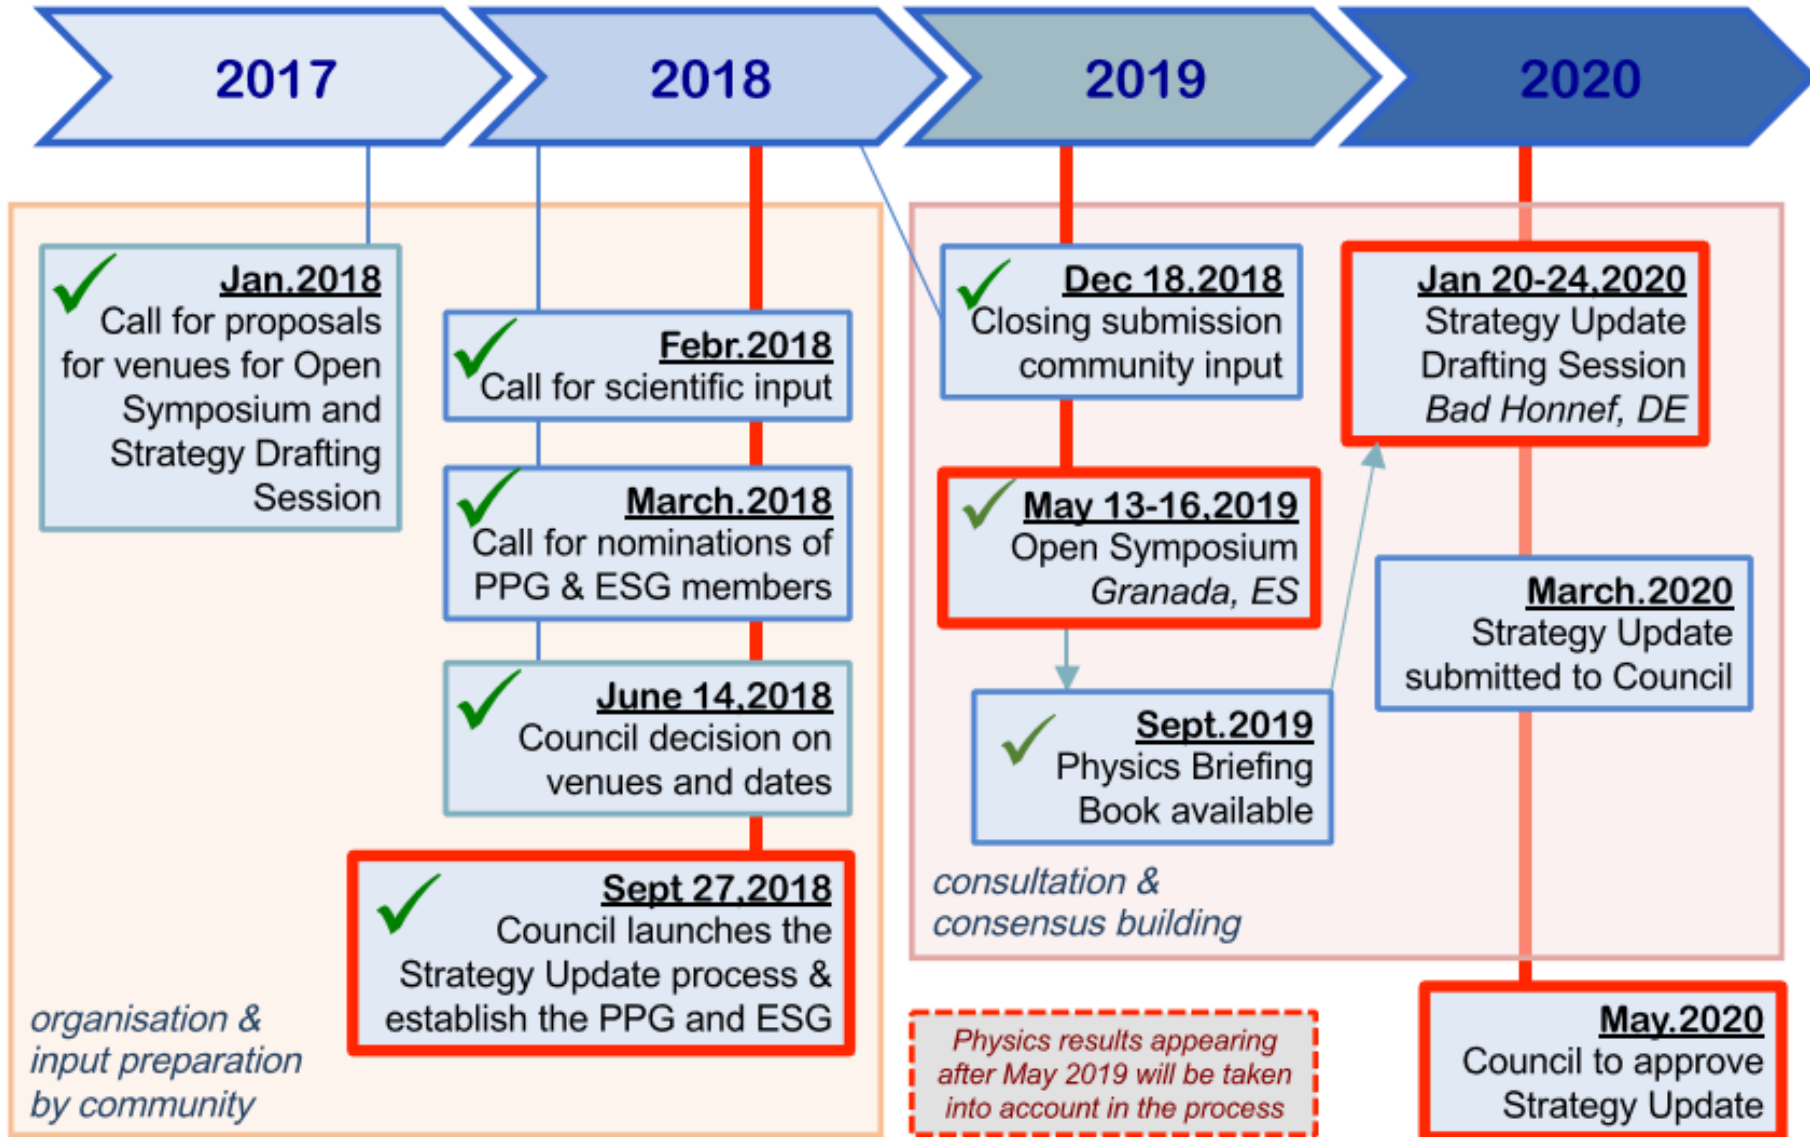 2017
2018
2019
2020
Jan.2018
Call for proposals
for venues for Open
Symposium and
Strategy Drafting
Session
Febr.2018
Call for scientific input
March.2018
Call for nominations of
PPG & ESG members
June 14,2018
Council decision on
venues and dates
Sept 27,2018
Council launches the
Strategy Update process &
establish the PPG and ESG
organisation &
input preparation
by community
Dec 18,2018
Closing submission
community input
May 13-16,2019
Open Symposium
Granada, ES
Sept.2019
Physics Briefing
Book available
consultation &
consensus building
Physics results appearing
after May 2019 will be taken
into account in the process
Jan 20-24,2020
Strategy Update
Drafting Session
Bad Honnef, DE
March.2020
Strategy Update
submitted to Council
May.2020
Council to approve
Strategy Update